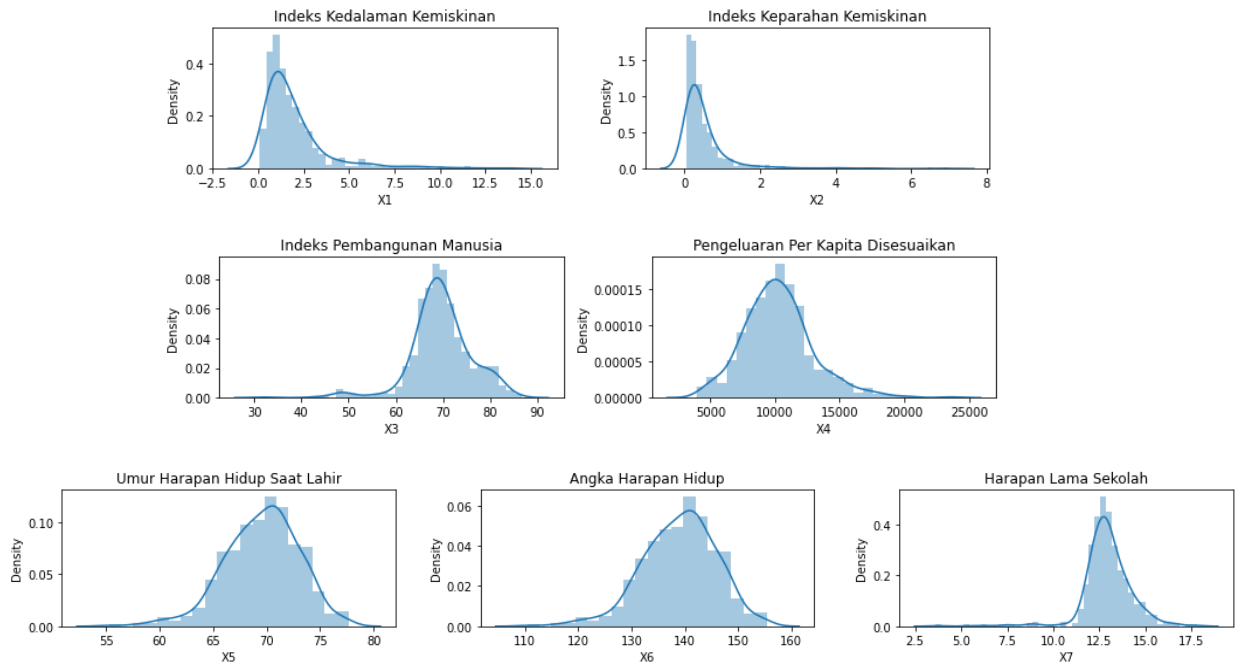 Indeks Kedalaman Kemiskinan
Density
0.4
0.2
0.0
-2.5 0.0 2.5 5.0 7.5 10.0 12.5 15.0
X1
Indeks Keparahan Kemiskinan
Density
1.5
1.0
0.5
0.0
0 2 4 6 8
X2
Indeks Pembangunan Manusia
Density
0.08
0.06
0.04
0.02
0.00
30 40 50 60 70 80 90
X3
Pengeluaran Per Kapita Disesuaikan
Density
0.00015
0.00010
0.00005
0.00000
5000 10000 15000 20000 25000
X4
Umur Harapan Hidup Saat Lahir
Density
0.10
0.05
0.00
55 60 65 70 75 80
X5
Angka Harapan Hidup
Density
0.06
0.04
0.02
0.00
110 120 130 140 150 160
X6
Harapan Lama Sekolah
Density
0.4
0.2
0.0
2.5 5.0 7.5 10.0 12.5 15.0 17.5
X7